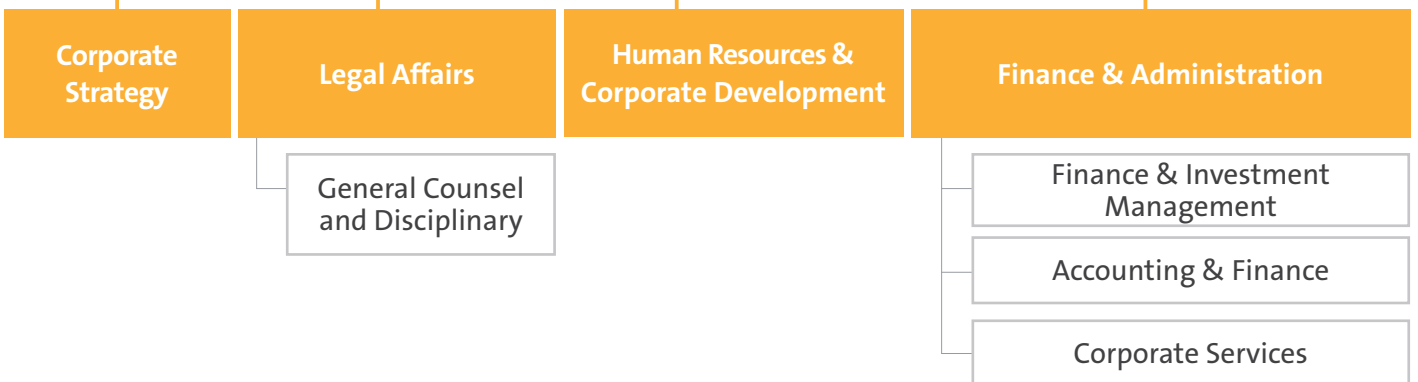 Corporate
Strategy
Legal Affairs
Human Resources &
Corporate Development
Finance & Administration
General Counsel
and Disciplinary
Finance & Investment
Management
Accounting & Finance
Corporate Services